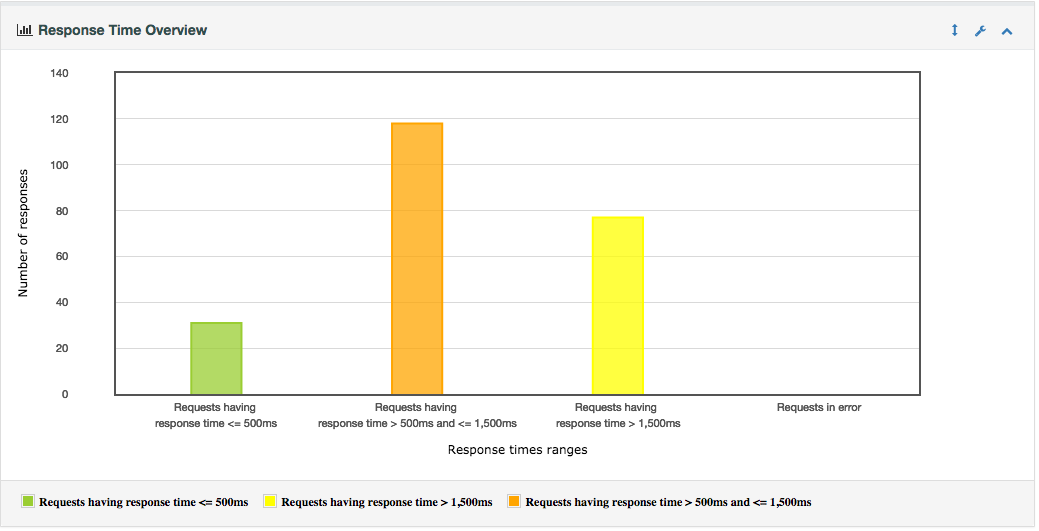 Response Time Overview
140
120
100
80
60
40
20
0
Number of responses
Requests having
response time <= 500ms
Requests having
response time > 500ms and <= 1,500ms
Requests having
response time > 1,500ms
Requests in error
Response times ranges
Requests having response time <= 500ms
Requests having response time > 1,500ms
Requests having response time > 500ms and <= 1,500ms